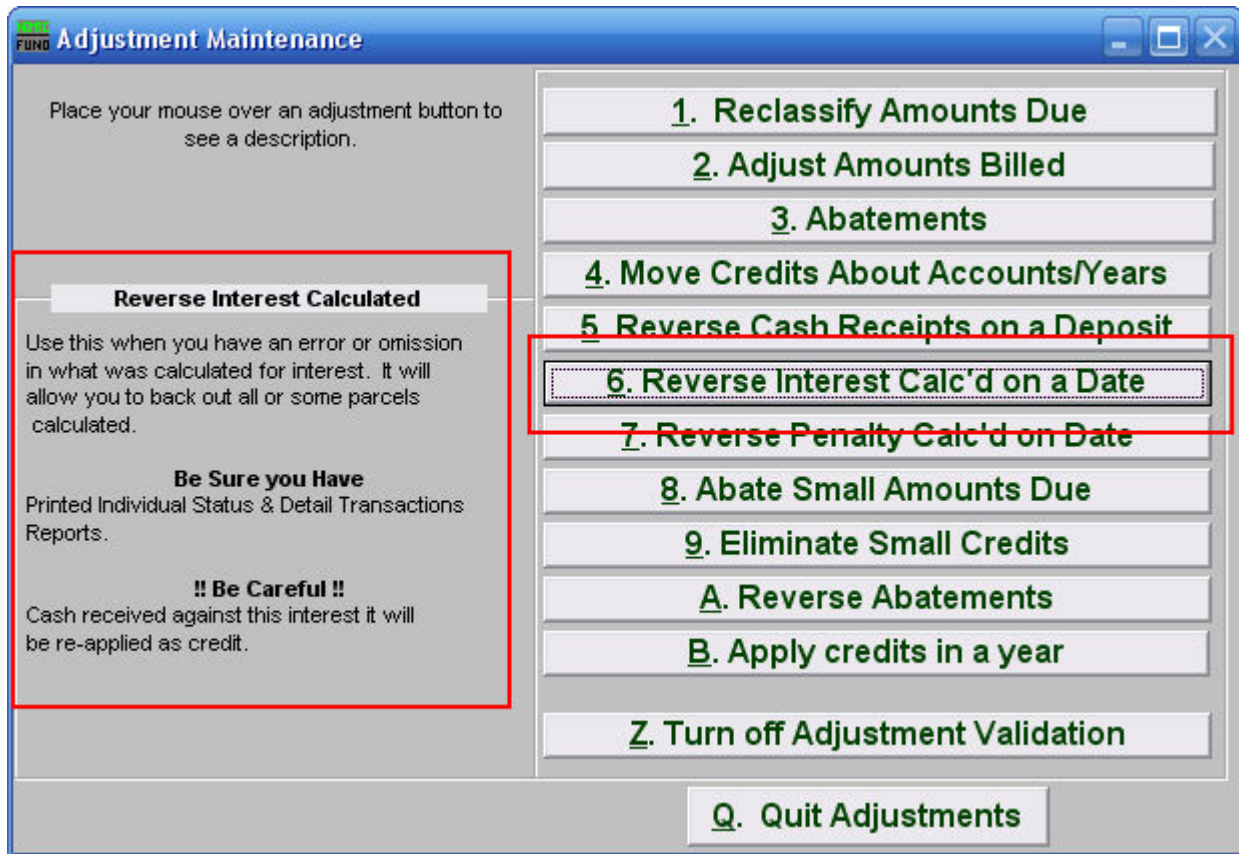 FUND Adjustment Maintenance
Place your mouse over an adjustment button to
see a description.
Reverse Interest Calculated
Use this when you have an error or omission
in what was calculated for interest. It will
allow you to back out all or some parcels
calculated.
Be Sure you Have
Printed Individual Status & Detail Transactions
Reports.
!! Be Careful !!
Cash received against this interest it will
be re-applied as credit.
1. Reclassify Amounts Due
2. Adjust Amounts Billed
3. Abatements
4. Move Credits About Accounts/Years
5. Reverse Cash Receipts on a Deposit
6. Reverse Interest Calc'd on a Date
7. Reverse Penalty Calc'd on Date
8. Abate Small Amounts Due
9. Eliminate Small Credits
A. Reverse Abatements
B. Apply credits in a year
Z. Turn off Adjustment Validation
Q. Quit Adjustments